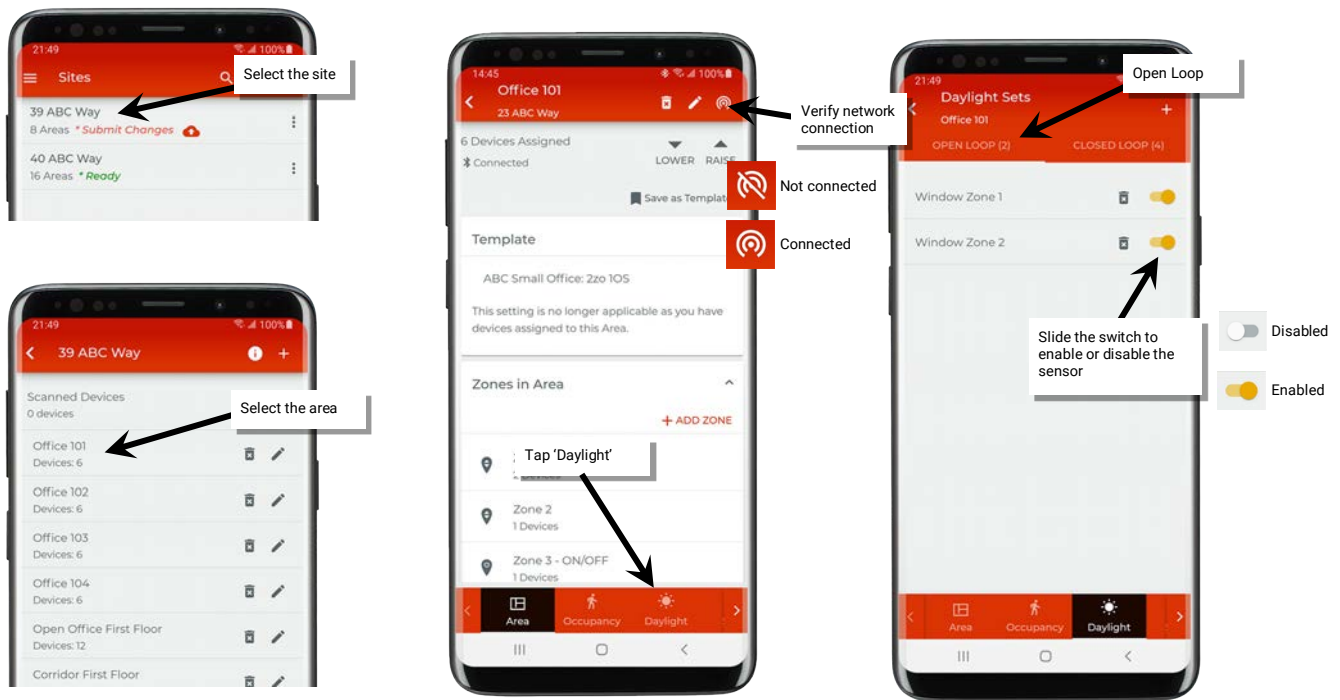 21:49
100%
Sites
Select the site
39 ABC Way
8 Areas * Submit Changes
40 ABC Way
16 Areas * Ready
21:49
100%
39 ABC Way
Scanned Devices
0 devices
Select the area
Office 101
Devices: 6
Office 102
Devices: 6
Office 103
Devices: 6
Office 104
Devices: 6
Open Office First Floor
Devices: 12
Corridor First Floor
14:45
100%
Office 101
23 ABC Way
Verify network
connection
6 Devices Assigned
Connected
LOWER RAISE
Not connected
Save as Template
Connected
Template
ABC Small Office: 2zo 1OS
This setting is no longer applicable as you have
devices assigned to this Area.
Zones in Area
+ ADD ZONE
Tap ‘Daylight’
Devices
Zone 2
1 Devices
Zone 3 - ON/OFF
1 Devices
Area Occupancy Daylight
21:49
Open Loop
Daylight Sets
Office 101
OPEN LOOP (2) CLOSED LOOP (4)
Window Zone 1
Window Zone 2
Slide the switch to
enable or disable the
sensor
Disabled
Enabled
Area Occupancy Daylight